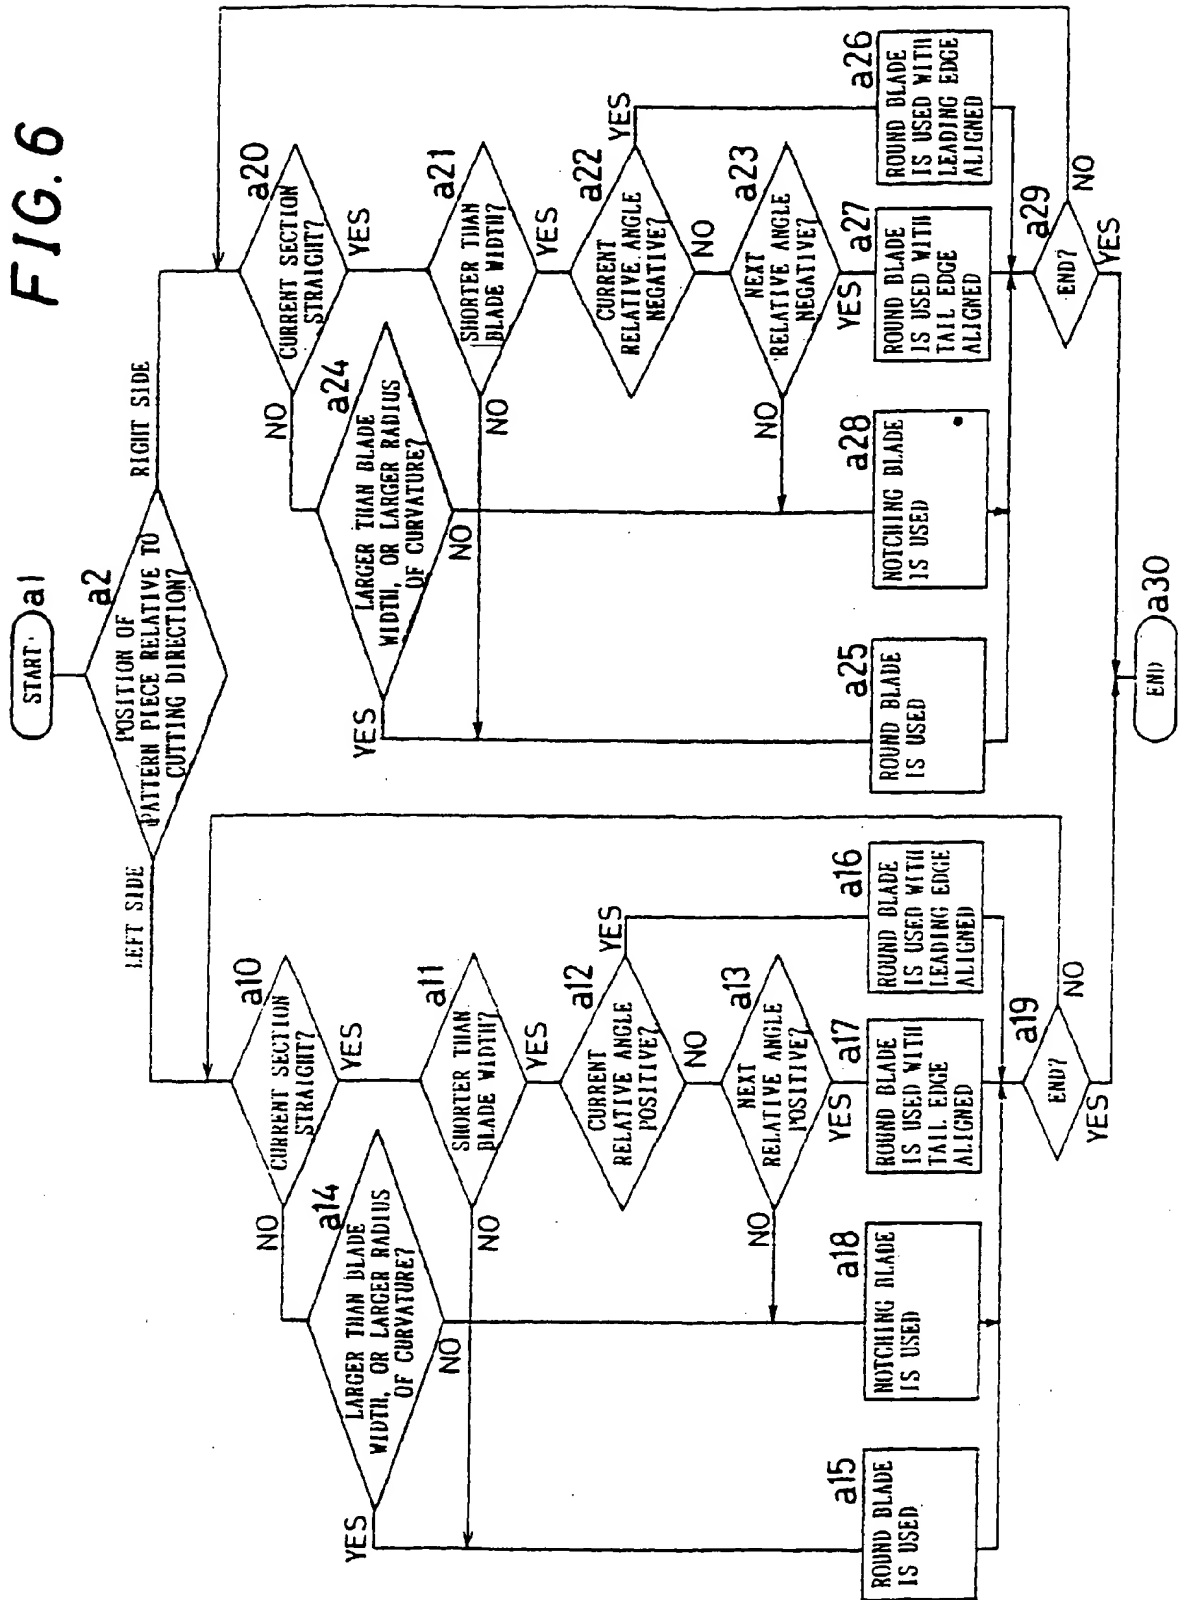 FIG. 6
START
a1
POSITION OF
PATTERN PIECE RELATIVE TO
CUTTING DIRECTION?
a2
LEFT SIDE
RIGHT SIDE
CURRENT SECTION
STRAIGHT?
a10
NO
YES
LARGER THAN BLADE
WIDTH, OR LARGER RADIUS
OF CURVATURE?
a14
YES
NO
SHORTER THAN
BLADE WIDTH?
a11
NO
YES
CURRENT
RELATIVE ANGLE
POSITIVE?
a12
YES
NO
NEXT
RELATIVE ANGLE
POSITIVE?
a13
NO
YES
ROUND BLADE
IS USED
a15
NOTCHING BLADE
IS USED
a18
ROUND BLADE
IS USED WITH
TAIL EDGE
ALIGNED
a17
ROUND BLADE
IS USED WITH
LEADING EDGE
ALIGNED
a16
END?
a19
NO
YES
CURRENT SECTION
STRAIGHT?
a20
NO
YES
LARGER THAN BLADE
WIDTH, OR LARGER RADIUS
OF CURVATURE?
a24
YES
NO
SHORTER THAN
BLADE WIDTH?
a21
NO
YES
CURRENT
RELATIVE ANGLE
NEGATIVE?
a22
YES
NO
NEXT
RELATIVE ANGLE
NEGATIVE?
a23
NO
YES
ROUND BLADE
IS USED
a25
NOTCHING BLADE
IS USED
a28
ROUND BLADE
IS USED WITH
TAIL EDGE
ALIGNED
a27
ROUND BLADE
IS USED WITH
LEADING EDGE
ALIGNED
a26
END?
a29
NO
YES
END
a30